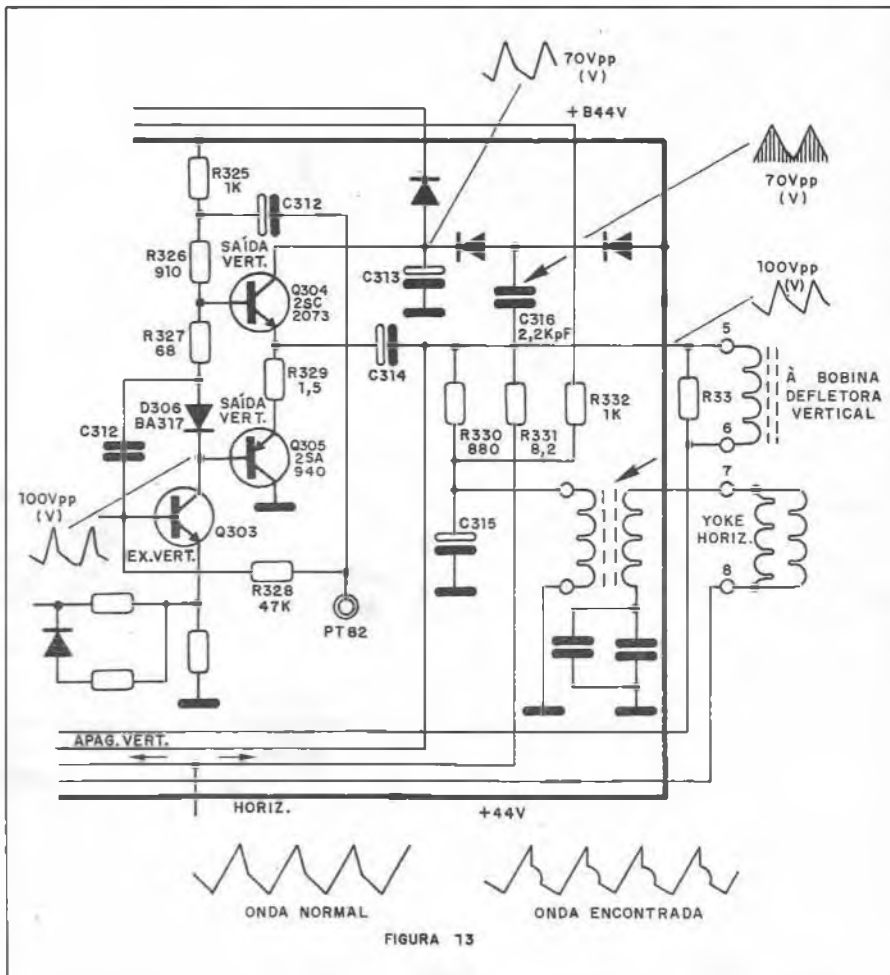 70Vpp
(V)
+B44V
70Vpp
(V)
R325
1K
C312
R326
910
SAÍDA
VERT.
Q304
2SC
2073
C313
100Vpp
(V)
C316
2,2KpF
5
R327
68
C314
R329
1,5
À BOBINA
DEFLETORA
VERTICAL
R33
6
D306
BA317
SAÍDA
VERT.
Q305
2SA
940
C312
R330
880
R331
8,2
R332
1K
7
100Vpp
(V)
Q303
EX.VERT.
C315
YOKE
HORIZ.
8
R328
47K
PT82
APAG.VERT.
HORIZ.
+44V
ONDA NORMAL
ONDA ENCONTRADA
FIGURA 13